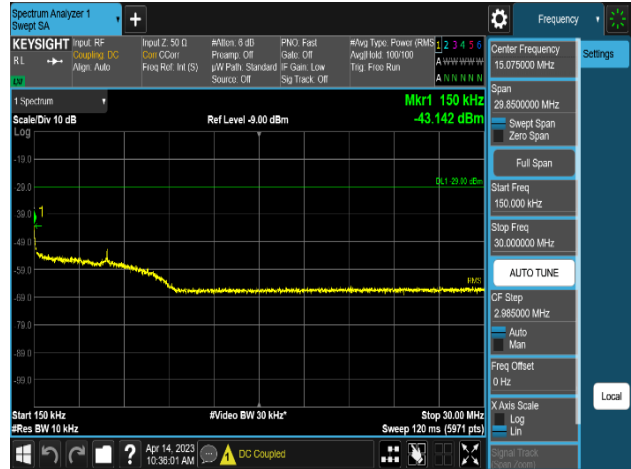 Spectrum Analyzer 1
Swept SA
+
Frequency
KEYSIGHT
RL
LXI
Input: RF
Coupling: DC
Align: Auto
Input Z: 50 Ω
Corr CCorr
Freq Ref: Int (S)
#Atten: 6 dB
Preamp: Off
µW Path: Standard
Source: Off
PNO: Fast
Gate: Off
IF Gain: Low
Sig Track: Off
#Avg Type: Power (RMS
Avg|Hold: 100/100
Trig: Free Run
1 2 3 4 5 6
A W W W W W
A N N N N N
1 Spectrum
Scale/Div 10 dB
Log
Ref Level -9.00 dBm
Mkr1 150 kHz
-43.142 dBm
-19.0
-29.0
-39.0
-49.0
-59.0
-69.0
-79.0
-89.0
-99.0
DL1 -29.00 dBm
1
RMS
Start 150 kHz
#Res BW 10 kHz
#Video BW 30 kHz*
Stop 30.00 MHz
Sweep 120 ms (5971 pts)
Center Frequency
15.075000 MHz
Span
29.8500000 MHz
Swept Span
Zero Span
Full Span
Start Freq
150.000 kHz
Stop Freq
30.000000 MHz
AUTO TUNE
CF Step
2.985000 MHz
Auto
Man
Freq Offset
0 Hz
X Axis Scale
Log
Lin
Signal Track
(Span Zoom)
Settings
Local
?
Apr 14, 2023
10:36:01 AM
DC Coupled